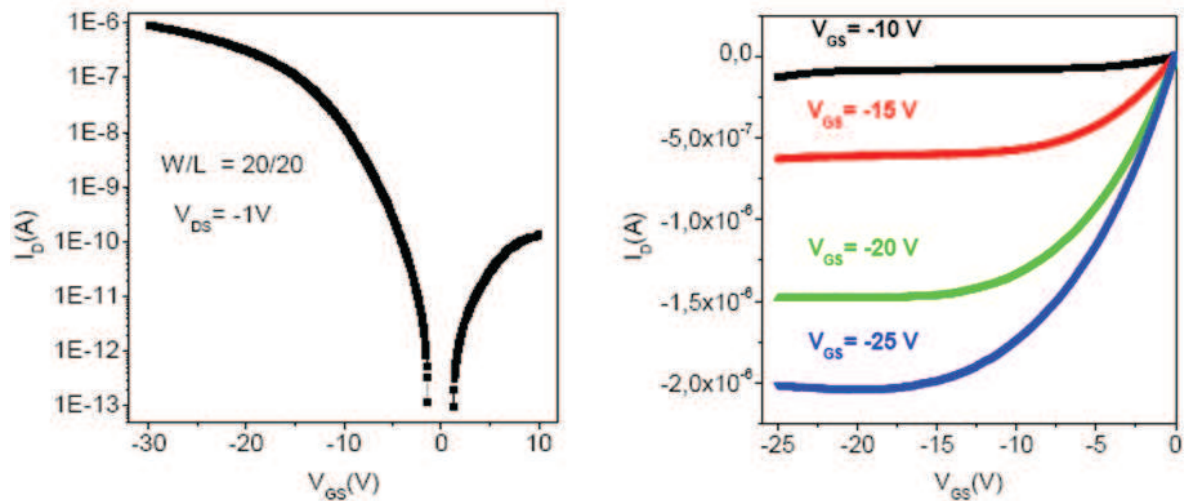 1E-6
1E-7
1E-8
1E-9
1E-10
1E-11
1E-12
1E-13
I_D(A)
W/L = 20/20
V_DS= -1V
-30 -20 -10 0 10
V_GS(V)
V_GS= -10 V
0,0
V_GS= -15 V
-5,0x10^-7
-1,0x10^-6
V_GS= -20 V
-1,5x10^-6
V_GS= -25 V
-2,0x10^-6
I_D(A)
-25 -20 -15 -10 -5 0
V_GS(V)